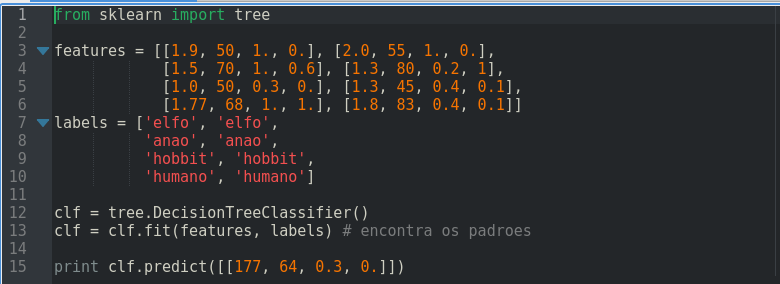 1 from sklearn import tree
2
3 features = [[1.9, 50, 1., 0.], [2.0, 55, 1., 0.],
4             [1.5, 70, 1., 0.6], [1.3, 80, 0.2, 1],
5             [1.0, 50, 0.3, 0.], [1.3, 45, 0.4, 0.1],
6             [1.77, 68, 1., 1.], [1.8, 83, 0.4, 0.1]]
7 labels = ['elfo', 'elfo',
8           'anao', 'anao',
9           'hobbit', 'hobbit',
10           'humano', 'humano']
11
12 clf = tree.DecisionTreeClassifier()
13 clf = clf.fit(features, labels) # encontra os padroes
14
15 print clf.predict([[177, 64, 0.3, 0.]])